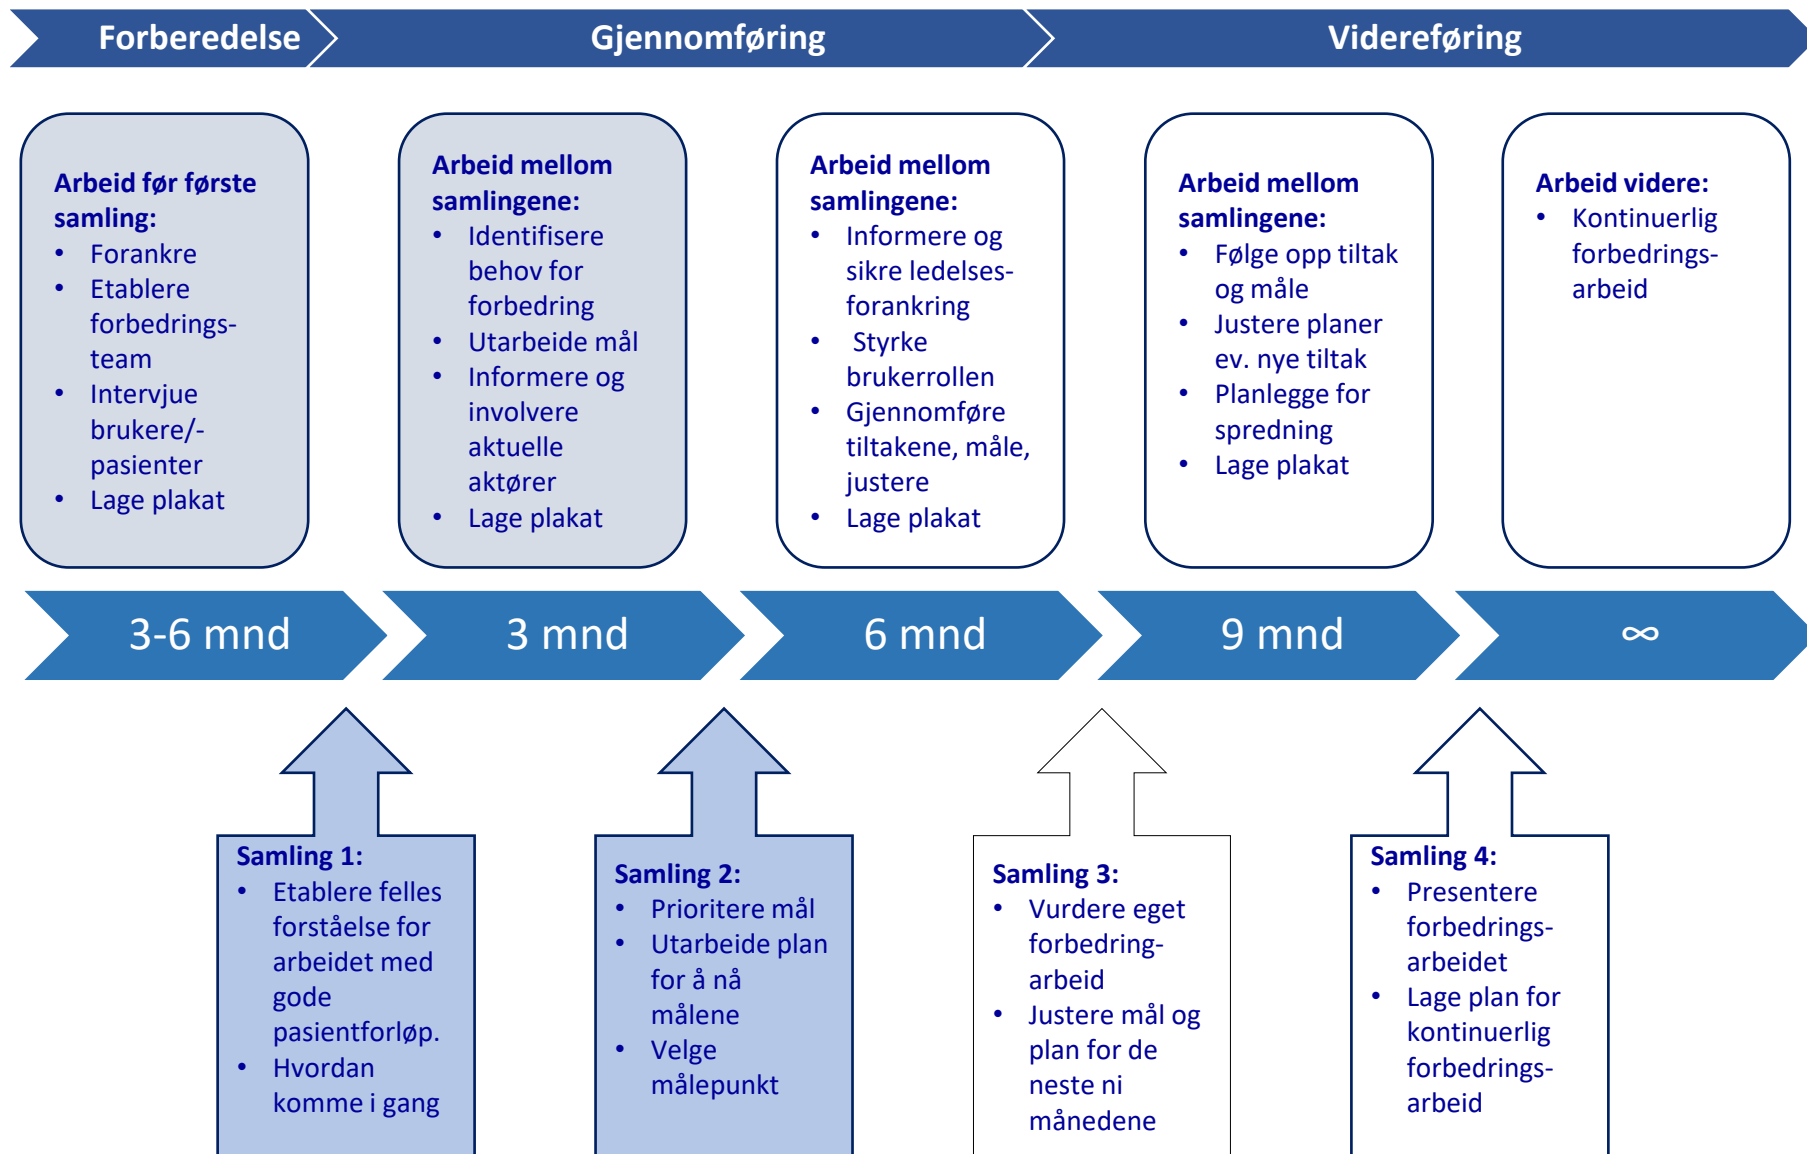 Forberedelse
Gjennomføring
Videreføring
Arbeid før første
samling:
• Forankre
• Etablere
forbedrings-
team
• Intervjue
brukere/-
pasienter
• Lage plakat
Arbeid mellom
samlingene:
• Identifisere
behov for
forbedring
• Utarbeide mål
• Informere og
involvere
aktuelle
aktører
• Lage plakat
Arbeid mellom
samlingene:
• Informere og
sikre ledelses-
forankring
• Styrke
brukerrollen
• Gjennomføre
tiltakene, måle,
justere
• Lage plakat
Arbeid mellom
samlingene:
• Følge opp tiltak
og måle
• Justere planer
ev. nye tiltak
• Planlegge for
spredning
• Lage plakat
Arbeid videre:
• Kontinuerlig
forbedrings-
arbeid
3-6 mnd
3 mnd
6 mnd
9 mnd
∞
Samling 1:
• Etablere felles
forståelse for
arbeidet med
gode
pasientforløp.
• Hvordan
komme i gang
Samling 2:
• Prioritere mål
• Utarbeide plan
for å nå
målene
• Velge
målepunkt
Samling 3:
• Vurdere eget
forbedring-
arbeid
• Justere mål og
plan for de
neste ni
månedene
Samling 4:
• Presentere
forbedrings-
arbeidet
• Lage plan for
kontinuerlig
forbedrings-
arbeid